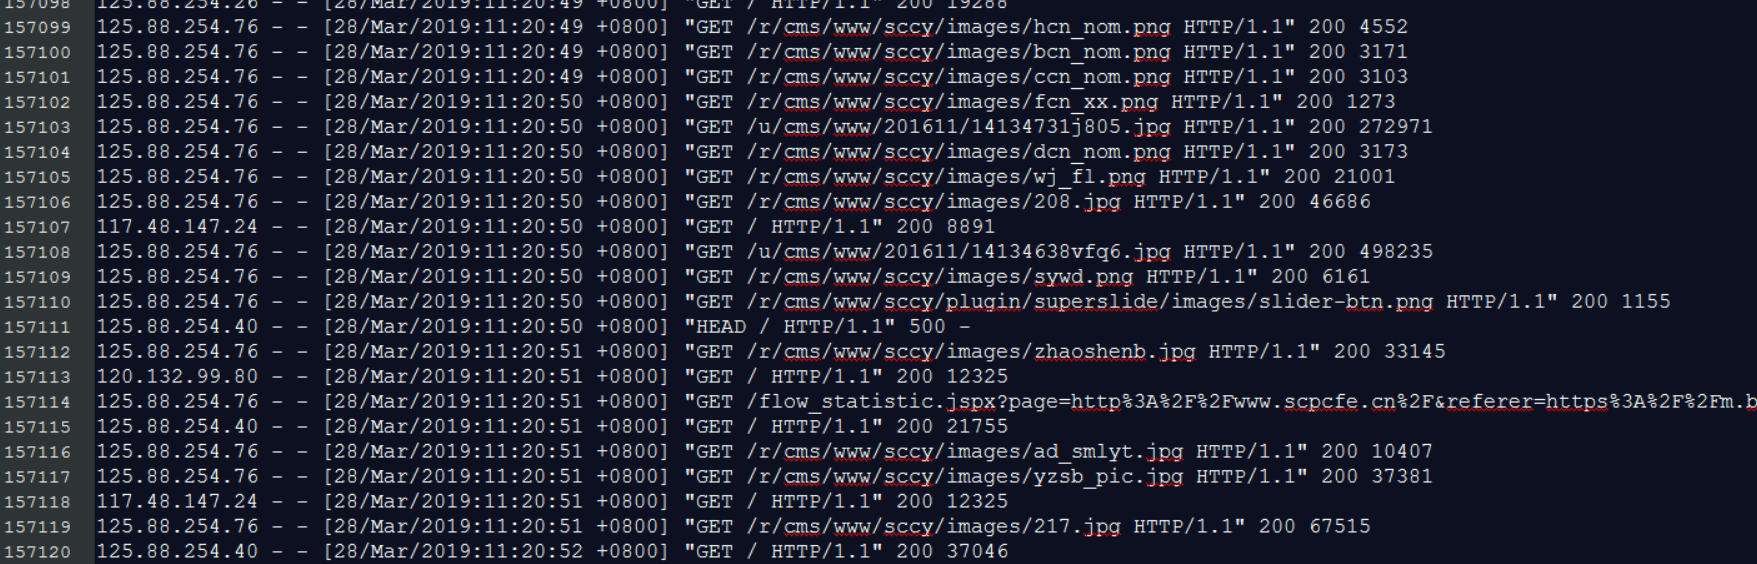 157098 125.88.254.26 - - [28/Mar/2019:11:20:49 +0800] "GET / HTTP/1.1" 200 19288
157099 125.88.254.76 - - [28/Mar/2019:11:20:49 +0800] "GET /r/cms/www/sccy/images/hcn_nom.png HTTP/1.1" 200 4552
157100 125.88.254.76 - - [28/Mar/2019:11:20:49 +0800] "GET /r/cms/www/sccy/images/bcn_nom.png HTTP/1.1" 200 3171
157101 125.88.254.76 - - [28/Mar/2019:11:20:49 +0800] "GET /r/cms/www/sccy/images/ccn_nom.png HTTP/1.1" 200 3103
157102 125.88.254.76 - - [28/Mar/2019:11:20:50 +0800] "GET /r/cms/www/sccy/images/fcn_xx.png HTTP/1.1" 200 1273
157103 125.88.254.76 - - [28/Mar/2019:11:20:50 +0800] "GET /u/cms/www/201611/14134731j805.jpg HTTP/1.1" 200 272971
157104 125.88.254.76 - - [28/Mar/2019:11:20:50 +0800] "GET /r/cms/www/sccy/images/dcn_nom.png HTTP/1.1" 200 3173
157105 125.88.254.76 - - [28/Mar/2019:11:20:50 +0800] "GET /r/cms/www/sccy/images/wj_fl.png HTTP/1.1" 200 21001
157106 125.88.254.76 - - [28/Mar/2019:11:20:50 +0800] "GET /r/cms/www/sccy/images/208.jpg HTTP/1.1" 200 46686
157107 117.48.147.24 - - [28/Mar/2019:11:20:50 +0800] "GET / HTTP/1.1" 200 8891
157108 125.88.254.76 - - [28/Mar/2019:11:20:50 +0800] "GET /u/cms/www/201611/14134638vfq6.jpg HTTP/1.1" 200 498235
157109 125.88.254.76 - - [28/Mar/2019:11:20:50 +0800] "GET /r/cms/www/sccy/images/sywd.png HTTP/1.1" 200 6161
157110 125.88.254.76 - - [28/Mar/2019:11:20:50 +0800] "GET /r/cms/www/sccy/plugin/superslide/images/slider-btn.png HTTP/1.1" 200 1155
157111 125.88.254.40 - - [28/Mar/2019:11:20:50 +0800] "HEAD / HTTP/1.1" 500 -
157112 125.88.254.76 - - [28/Mar/2019:11:20:51 +0800] "GET /r/cms/www/sccy/images/zhaoshenb.jpg HTTP/1.1" 200 33145
157113 120.132.99.80 - - [28/Mar/2019:11:20:51 +0800] "GET / HTTP/1.1" 200 12325
157114 125.88.254.76 - - [28/Mar/2019:11:20:51 +0800] "GET /flow_statistic.jspx?page=http%3A%2F%2Fwww.scpcfe.cn%2F&referer=https%3A%2F%2Fm.b
157115 125.88.254.40 - - [28/Mar/2019:11:20:51 +0800] "GET / HTTP/1.1" 200 21755
157116 125.88.254.76 - - [28/Mar/2019:11:20:51 +0800] "GET /r/cms/www/sccy/images/ad_smlyt.jpg HTTP/1.1" 200 10407
157117 125.88.254.76 - - [28/Mar/2019:11:20:51 +0800] "GET /r/cms/www/sccy/images/yzsb_pic.jpg HTTP/1.1" 200 37381
157118 117.48.147.24 - - [28/Mar/2019:11:20:51 +0800] "GET / HTTP/1.1" 200 12325
157119 125.88.254.76 - - [28/Mar/2019:11:20:51 +0800] "GET /r/cms/www/sccy/images/217.jpg HTTP/1.1" 200 67515
157120 125.88.254.40 - - [28/Mar/2019:11:20:52 +0800] "GET / HTTP/1.1" 200 37046